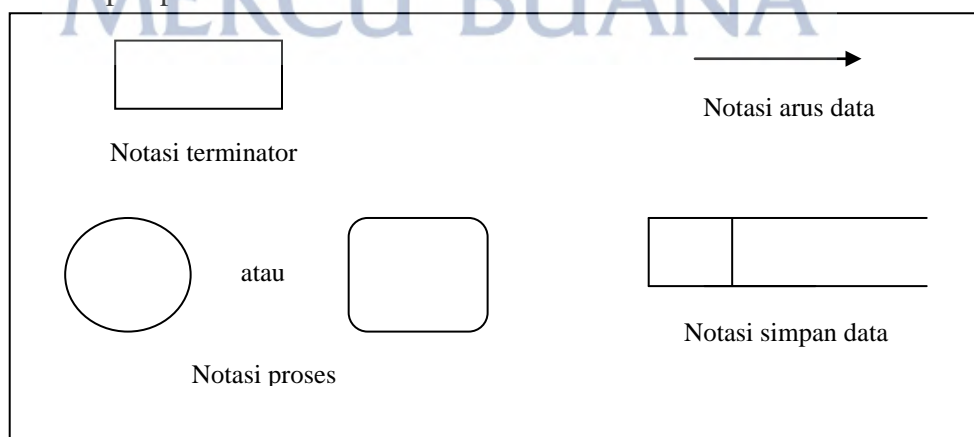 MERCU BUANA
Notasi arus data
Notasi terminator
atau
Notasi simpan data
Notasi proses